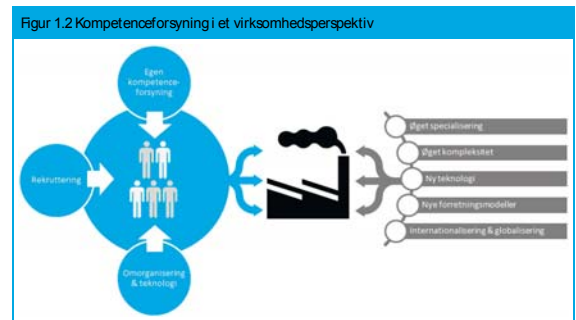 Figur 1.2 Kompetenceforsyning i et virksomhedsperspektiv
Egen
kompetence-
forsyning
Rekruttering
Omorganisering
& teknologi
Øget specialisering
Øget kompleksitet
Ny teknologi
Nye forretningsmodeller
Internationalisering & globalisering